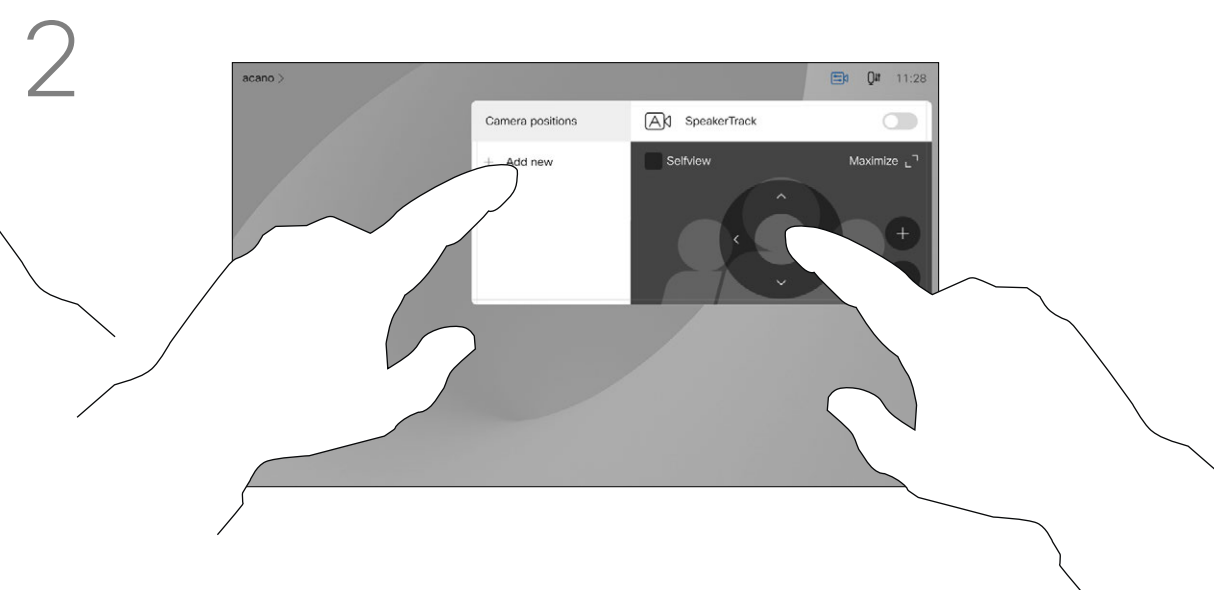 2
acano >
11:28
Camera positions
SpeakerTrack
+ Add new
Selfview
Maximize